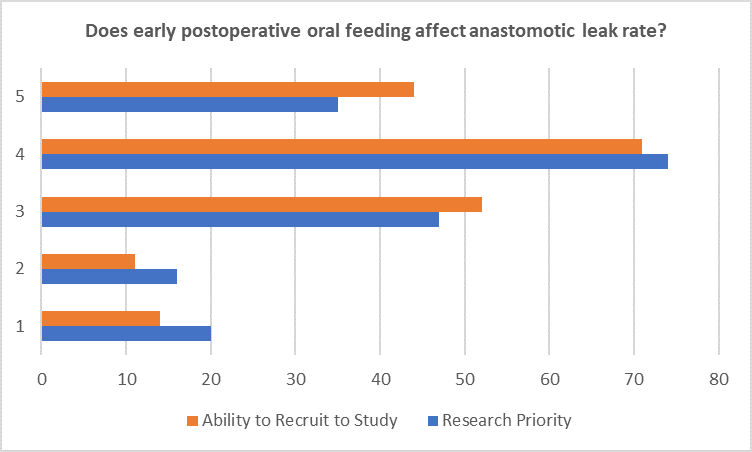 Does early postoperative oral feeding affect anastomotic leak rate?
5
4
3
2
1
0 10 20 30 40 50 60 70 80
Ability to Recruit to Study Research Priority